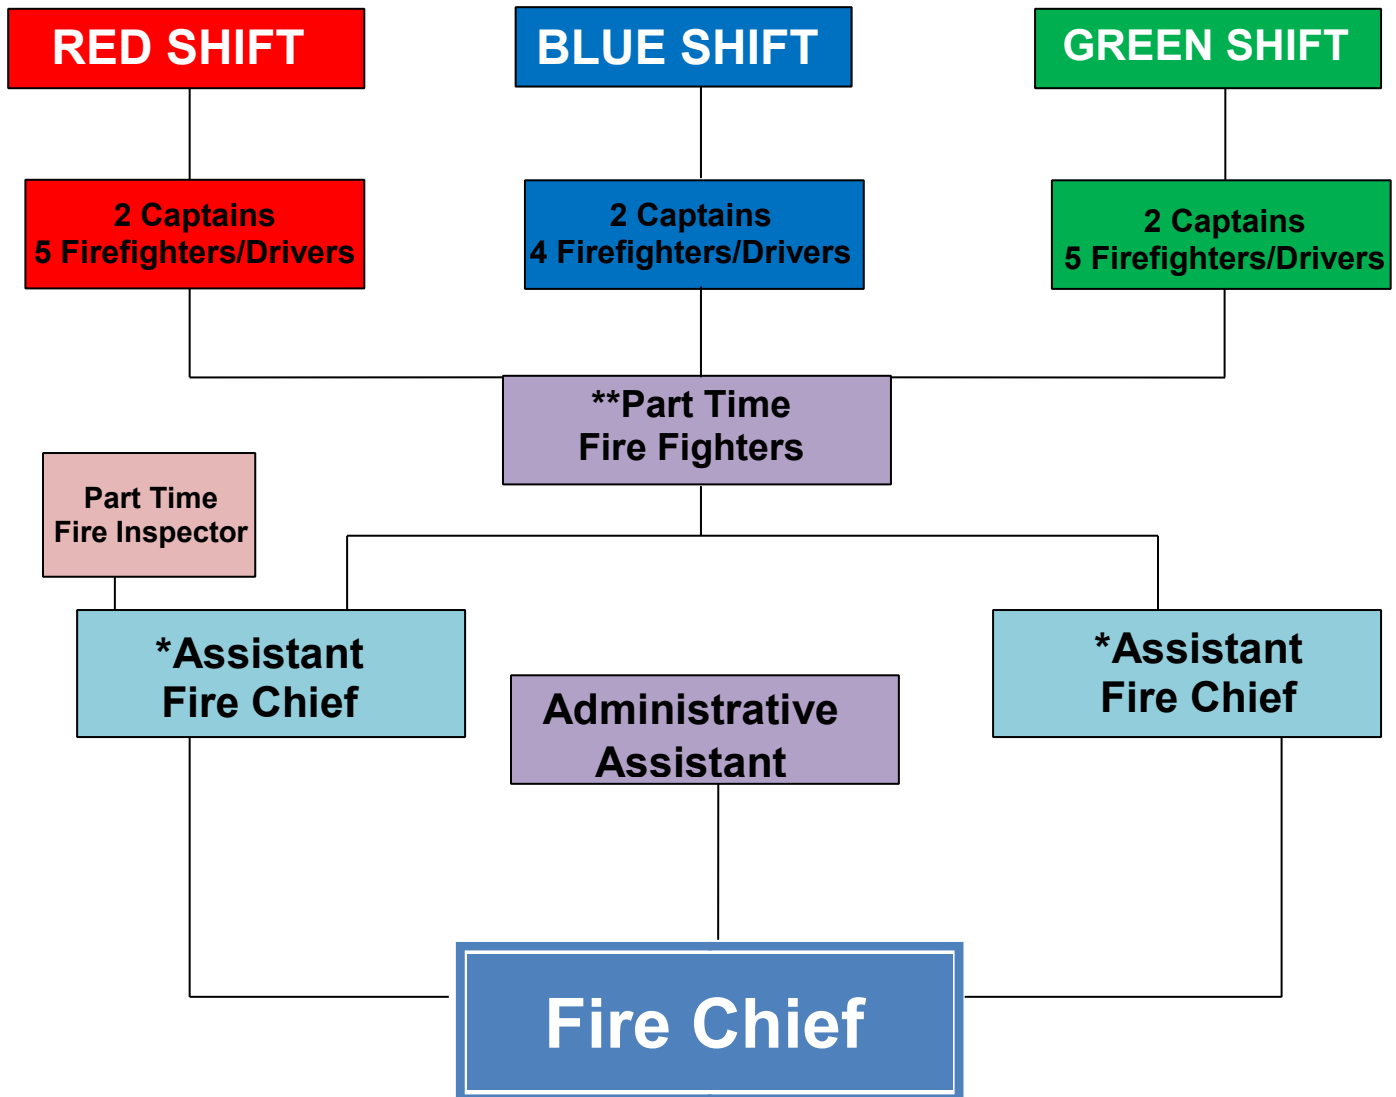 RED SHIFT
BLUE SHIFT
GREEN SHIFT
2 Captains
5 Firefighters/Drivers
2 Captains
4 Firefighters/Drivers
2 Captains
5 Firefighters/Drivers
**Part Time
Fire Fighters
Part Time
Fire Inspector
*Assistant
Fire Chief
Administrative
Assistant
*Assistant
Fire Chief
Fire Chief